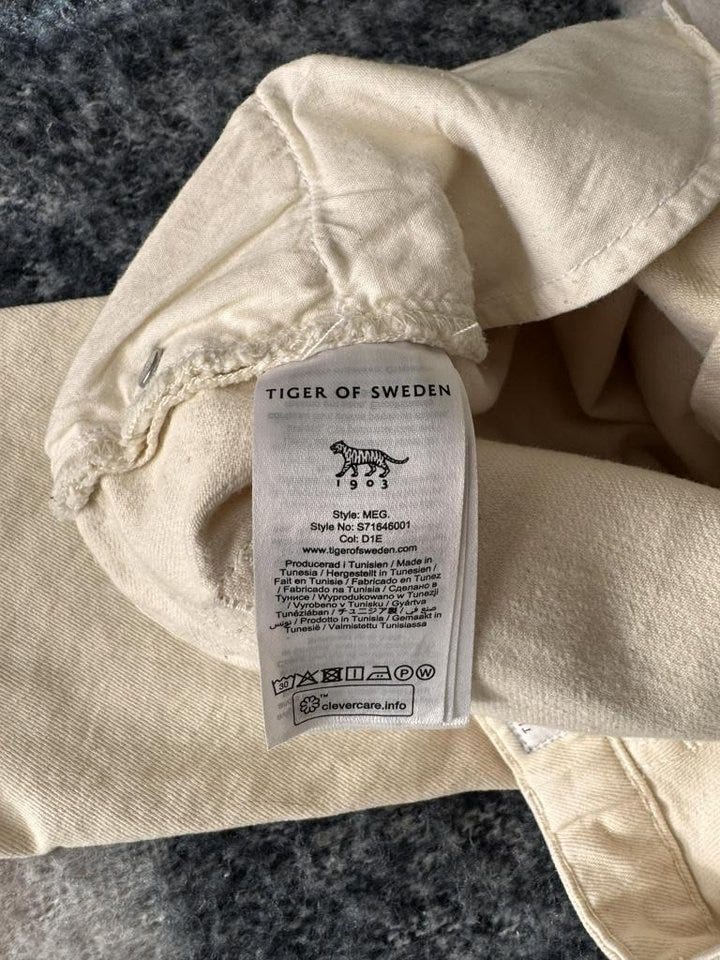 TIGER OF SWEDEN
1903
Style: MEG.
Style No: S71646001
Col: D1E
www.tigerofsweden.com
Producerad i Tunisien / Made in
Tunesia / Hergestellt in Tunesien /
Fait en Tunisie / Fabricado en Tunez
/ Fabricado na Tunisia / Сделано в
Тунисе / Wyprodukowano w Tunezji
/ Vyrobeno v Tunisku / Gyártva
Tunéziában / チュニジア製 / صنع في
تونس / Prodotto in Tunisia / Gemaakt in
Tunesië / Valmistettu Tunisiassa
30 P W
clevercare.info
™